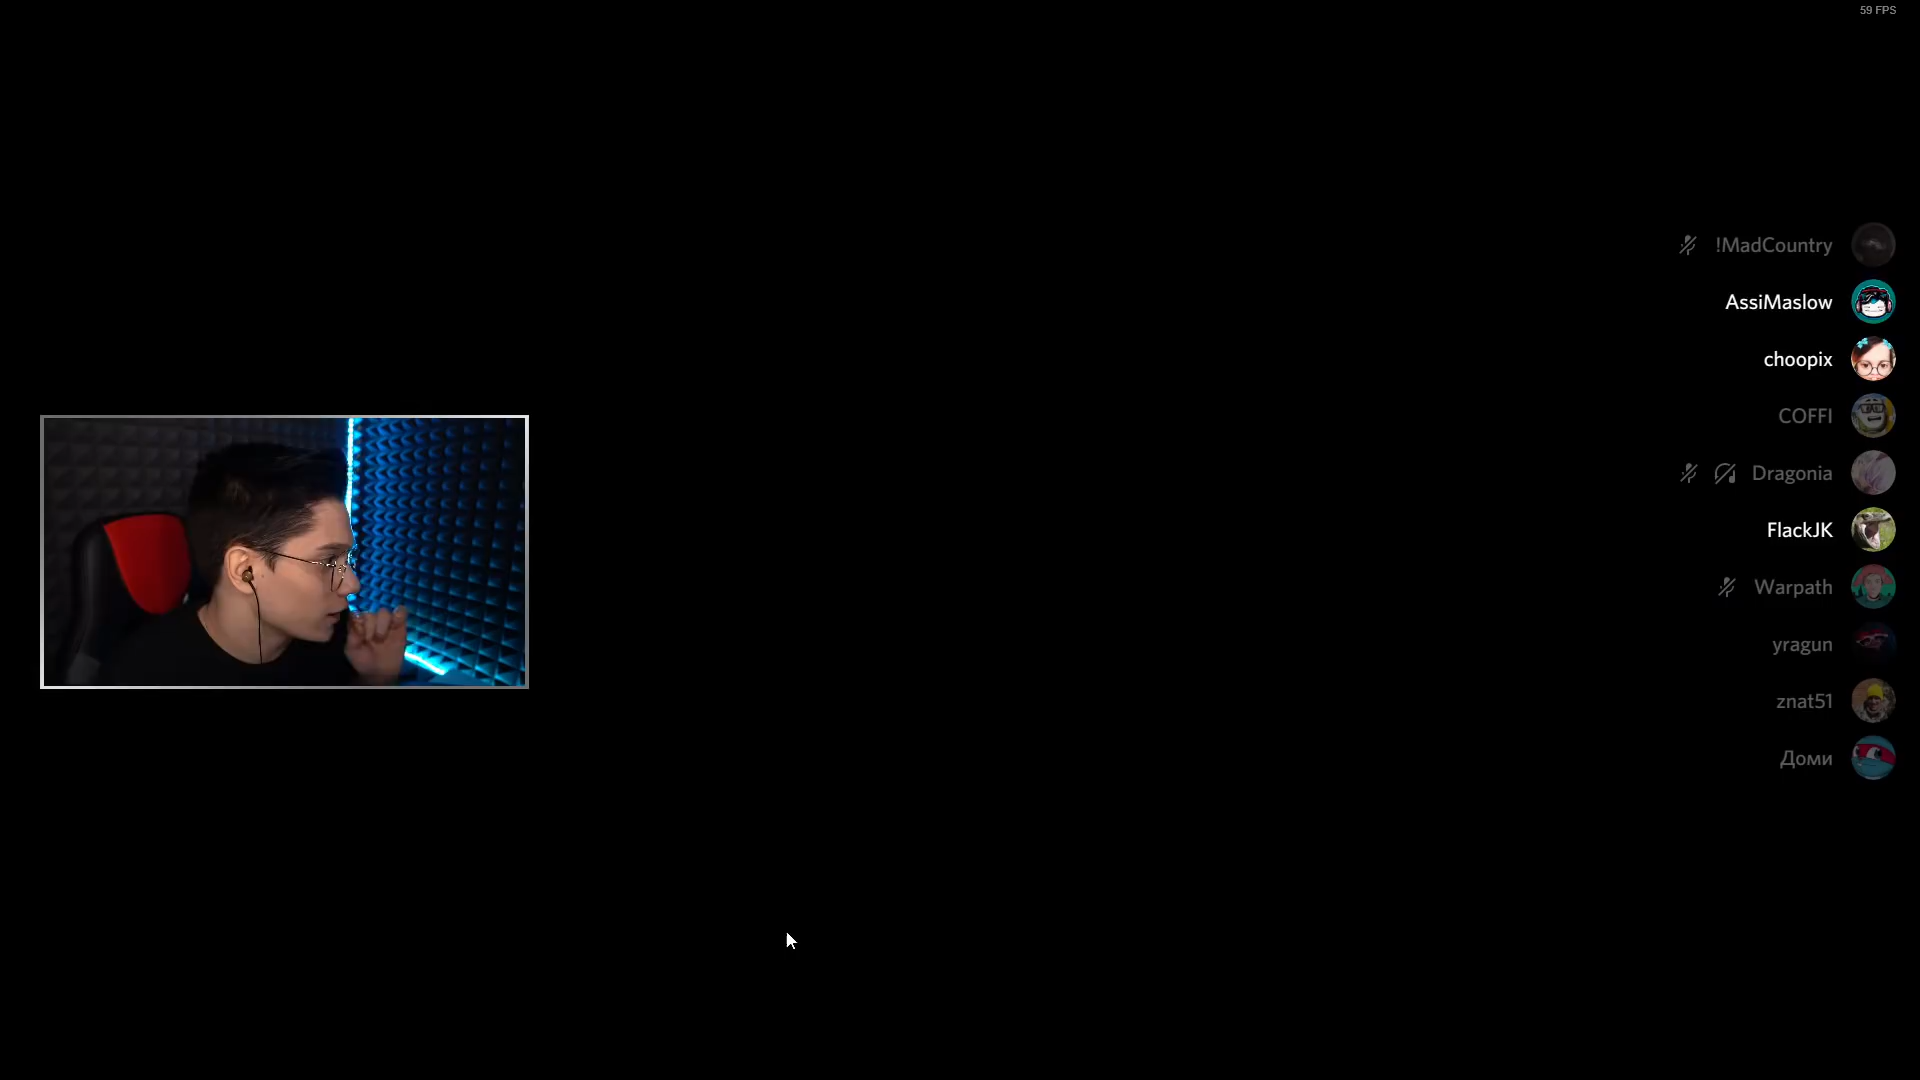 59 FPS
!MadCountry
AssiMaslow
choopix
COFFI
Dragonia
FlackJK
Warpath
yragun
znat51
Доми